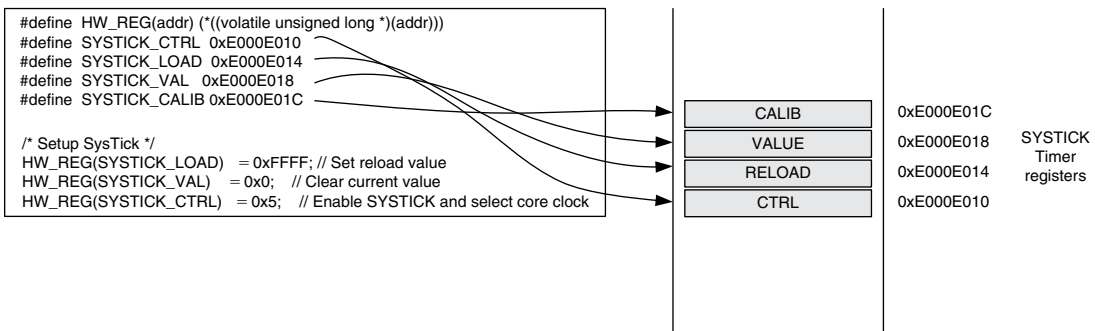 #define HW_REG(addr) (*((volatile unsigned long *)(addr)))
#define SYSTICK_CTRL 0xE000E010
#define SYSTICK_LOAD 0xE000E014
#define SYSTICK_VAL 0xE000E018
#define SYSTICK_CALIB 0xE000E01C
/* Setup SysTick */
HW_REG(SYSTICK_LOAD) = 0xFFFF; // Set reload value
HW_REG(SYSTICK_VAL) = 0x0; // Clear current value
HW_REG(SYSTICK_CTRL) = 0x5; // Enable SYSTICK and select core clock
CALIB 0xE000E01C
VALUE 0xE000E018
RELOAD 0xE000E014
CTRL 0xE000E010
SYSTICK
Timer
registers